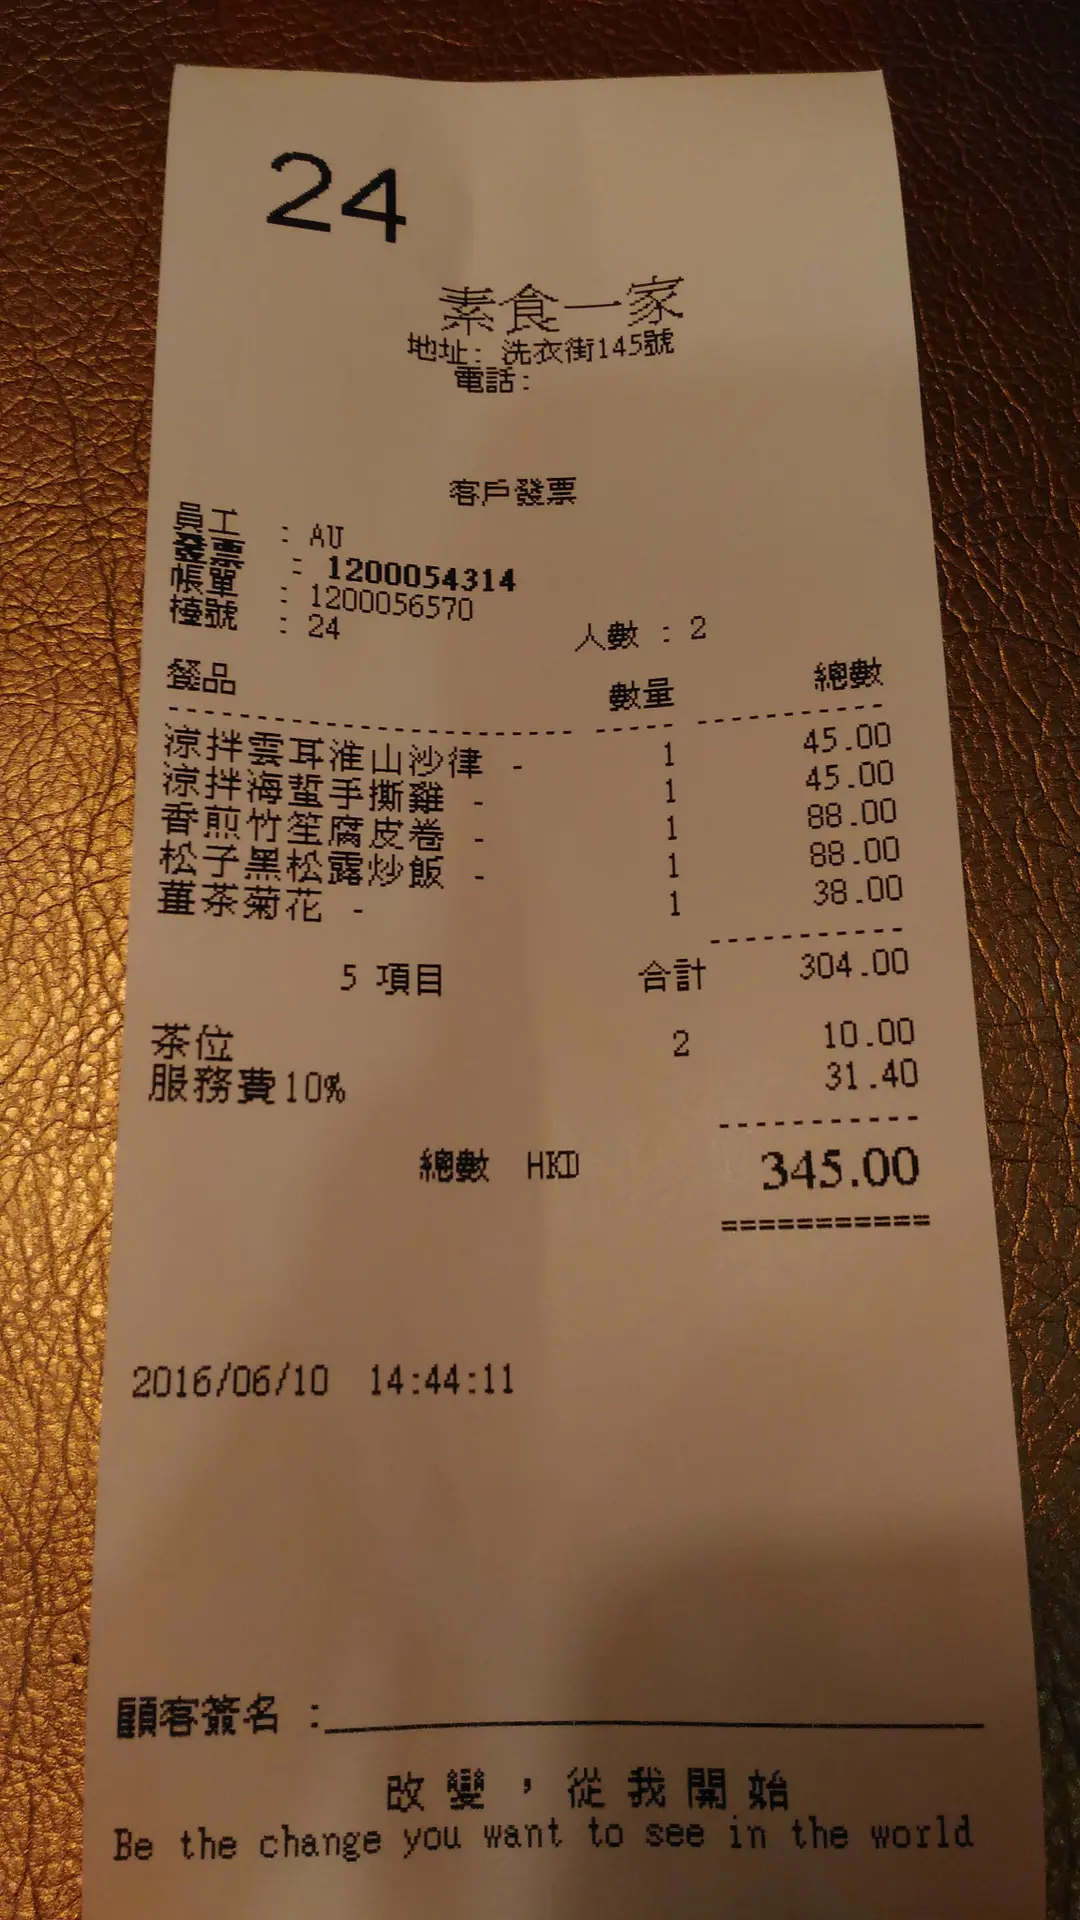 24
素食一家
地址: 洗衣街145號
電話:
客戶發票
員工 : AU
發票 : 1200054314
帳單 : 1200056570
檯號 : 24 人數 : 2
餐品 數量 總數
涼拌雲耳淮山沙律 - 1 45.00
涼拌海蜇手撕雞 - 1 45.00
香煎竹笙腐皮卷 - 1 88.00
松子黑松露炒飯 - 1 88.00
薑茶菊花 - 1 38.00
5 項目 合計 304.00
茶位 2 10.00
服務費10% 31.40
總數 HKD 345.00
2016/06/10 14:44:11
顧客簽名 :
改變，從我開始
Be the change you want to see in the world